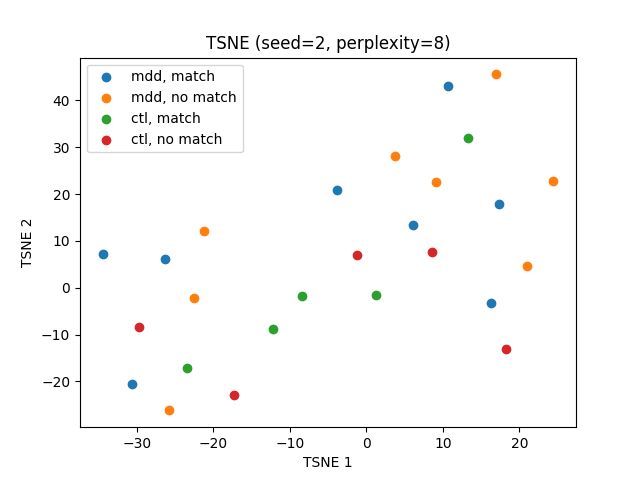 TSNE (seed=2, perplexity=8)
mdd, match
mdd, no match
ctl, match
ctl, no match
40
30
20
10
0
−10
−20
TSNE 2
−30
−20
−10
0
10
20
TSNE 1